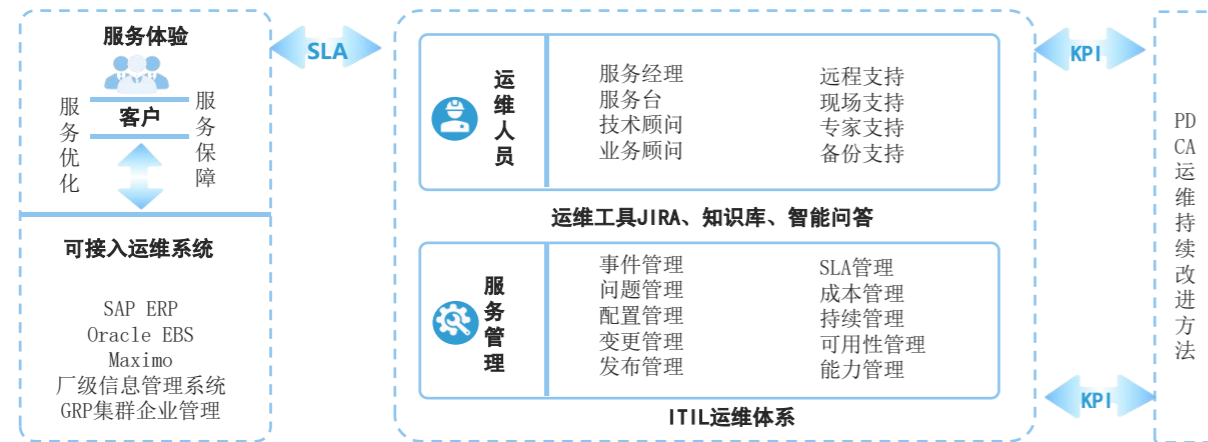 服务体验
服务优化
客户
服务保障
可接入运维系统
SAP ERP
Oracle EBS
Maximo
厂级信息管理系统
GRP集群企业管理
SLA
运维人员
服务经理
服务台
技术顾问
业务顾问
远程支持
现场支持
专家支持
备份支持
运维工具JIRA、知识库、智能问答
服务管理
事件管理
问题管理
配置管理
变更管理
发布管理
SLA管理
成本管理
持续管理
可用性管理
能力管理
ITIL运维体系
KPI
KPI
PD
CA
运
维
持
续
改
进
方
法